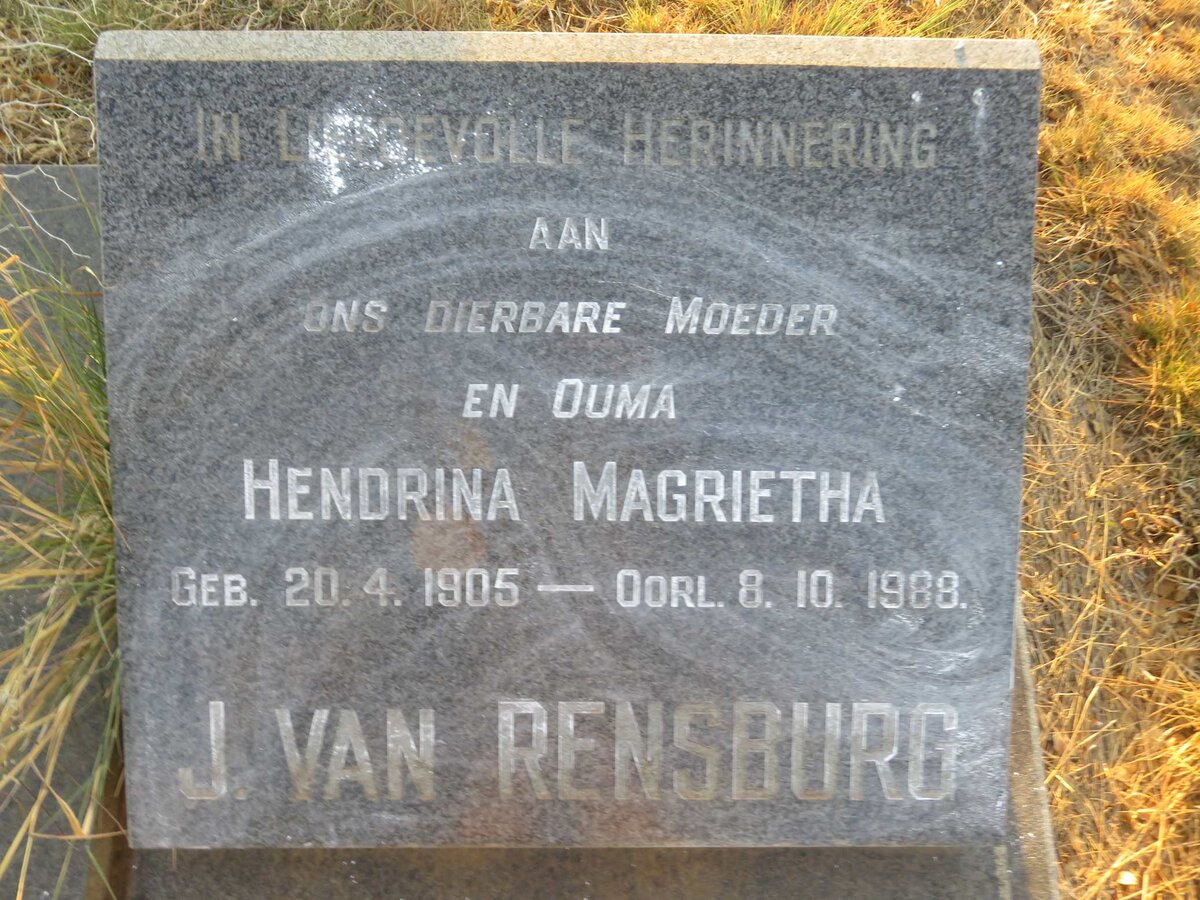 IN LIEFDEVOLLE HERINNERING
AAN
ONS DIERBARE MOEDER
EN OUMA
HENDRINA MAGRIETHA
GEB. 20. 4. 1905 — OORL. 8. 10. 1988.
J. VAN RENSBURG